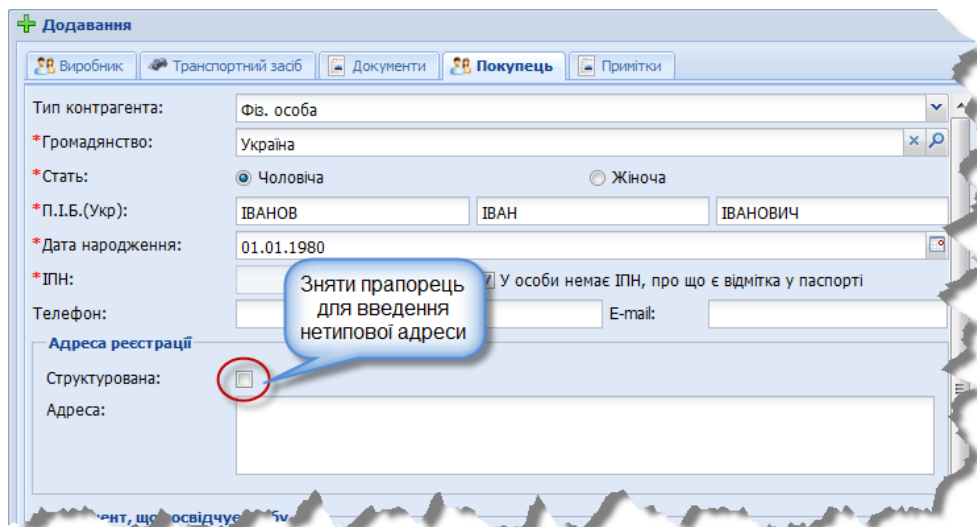 Додавання
Виробник Транспортний засіб Документи Покупець Примітки
Тип контрагента: Фіз. особа
*Громадянство: Україна
*Стать: Чоловіча Жіноча
*П.І.Б.(Укр): ІВАНОВ ІВАН ІВАНОВИЧ
*Дата народження: 01.01.1980
*ІПН: У особи немає ІПН, про що є відмітка у паспорті
Зняти прапорець
для введення
нетипової адреси
Телефон: E-mail:
Адреса реєстрації
Структурована:
Адреса: